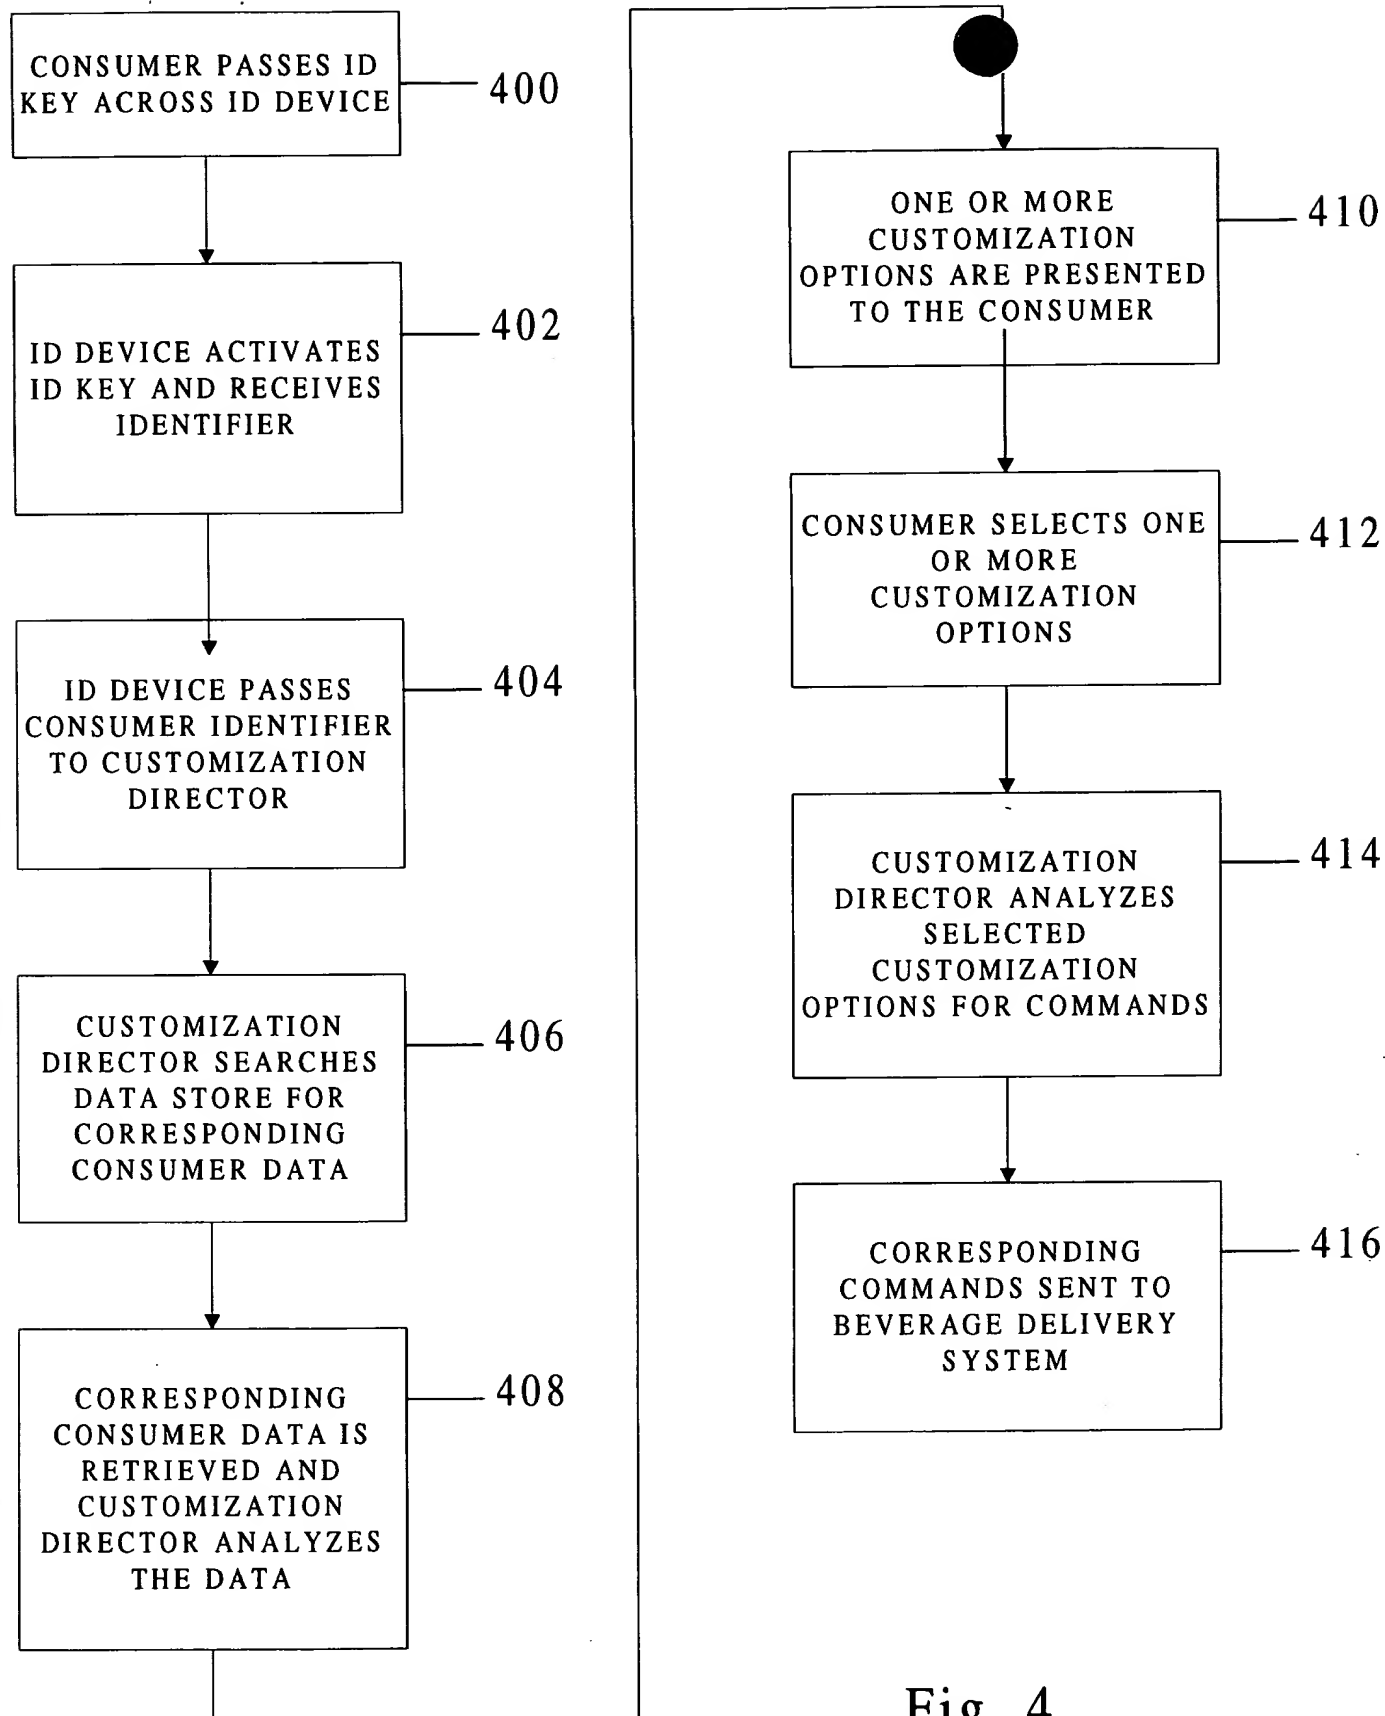 CONSUMER PASSES ID
KEY ACROSS ID DEVICE
400
ID DEVICE ACTIVATES
ID KEY AND RECEIVES
IDENTIFIER
402
ID DEVICE PASSES
CONSUMER IDENTIFIER
TO CUSTOMIZATION
DIRECTOR
404
CUSTOMIZATION
DIRECTOR SEARCHES
DATA STORE FOR
CORRESPONDING
CONSUMER DATA
406
CORRESPONDING
CONSUMER DATA IS
RETRIEVED AND
CUSTOMIZATION
DIRECTOR ANALYZES
THE DATA
408
ONE OR MORE
CUSTOMIZATION
OPTIONS ARE PRESENTED
TO THE CONSUMER
410
CONSUMER SELECTS ONE
OR MORE
CUSTOMIZATION
OPTIONS
412
CUSTOMIZATION
DIRECTOR ANALYZES
SELECTED
CUSTOMIZATION
OPTIONS FOR COMMANDS
414
CORRESPONDING
COMMANDS SENT TO
BEVERAGE DELIVERY
SYSTEM
416
Fig. 4